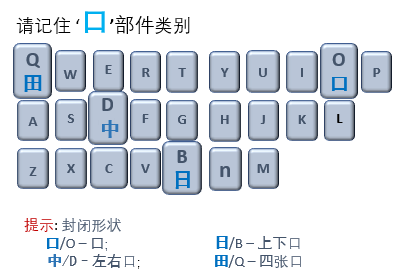 请记住‘口’部件类别
Q W E R T Y U I O P
田 口
A S D F G H J K L
中
Z X C V B n M
日
提示: 封闭形状
口/O – 口; 日/B – 上下口
中/D – 左右口; 田/Q – 四张口